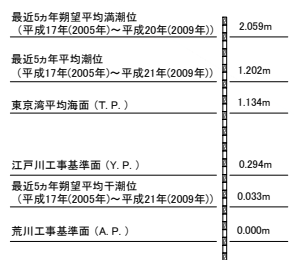 最近5ヵ年朔望平均満潮位
(平成17年(2005年)～平成20年(2009年)) 2.059m
最近5ヵ年平均潮位
(平成17年(2005年)～平成21年(2009年)) 1.202m
東京湾平均海面 (T. P. ) 1.134m
江戸川工事基準面 (Y. P. ) 0.294m
最近5ヵ年朔望平均干潮位
(平成17年(2005年)～平成21年(2009年)) 0.033m
荒川工事基準面 (A. P. ) 0.000m